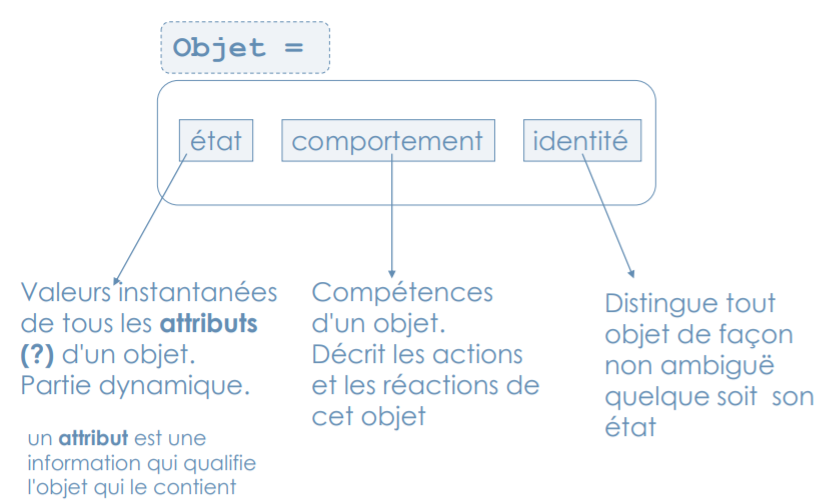 Objet =
état
comportement
identité
Valeurs instantanées
de tous les attributs
(?) d'un objet.
Partie dynamique.
un attribut est une
information qui qualifie
l'objet qui le contient
Compétences
d'un objet.
Décrit les actions
et les réactions de
cet objet
Distingue tout
objet de façon
non ambiguë
quelque soit son
état